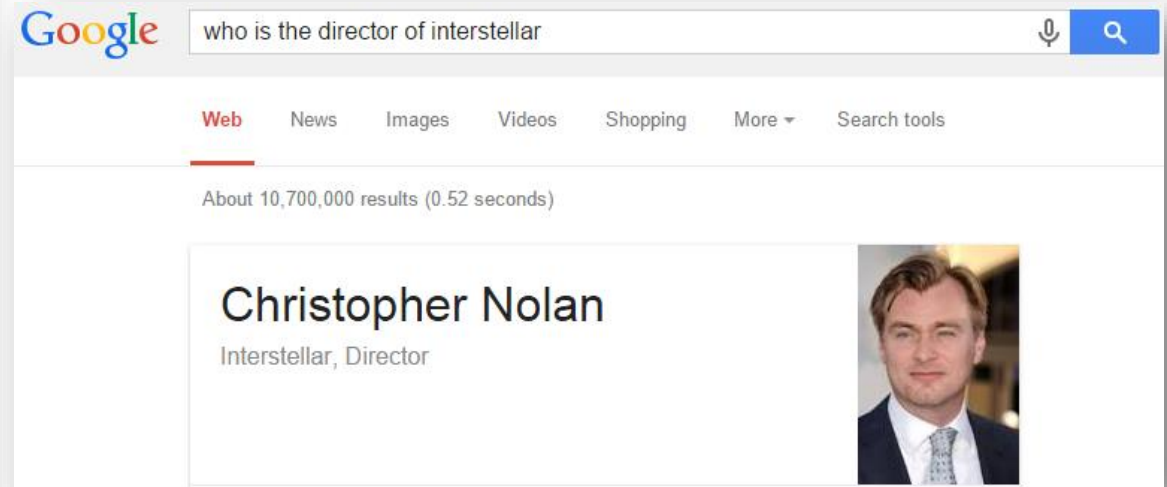 Google who is the director of interstellar
Web News Images Videos Shopping More Search tools
About 10,700,000 results (0.52 seconds)
Christopher Nolan
Interstellar, Director